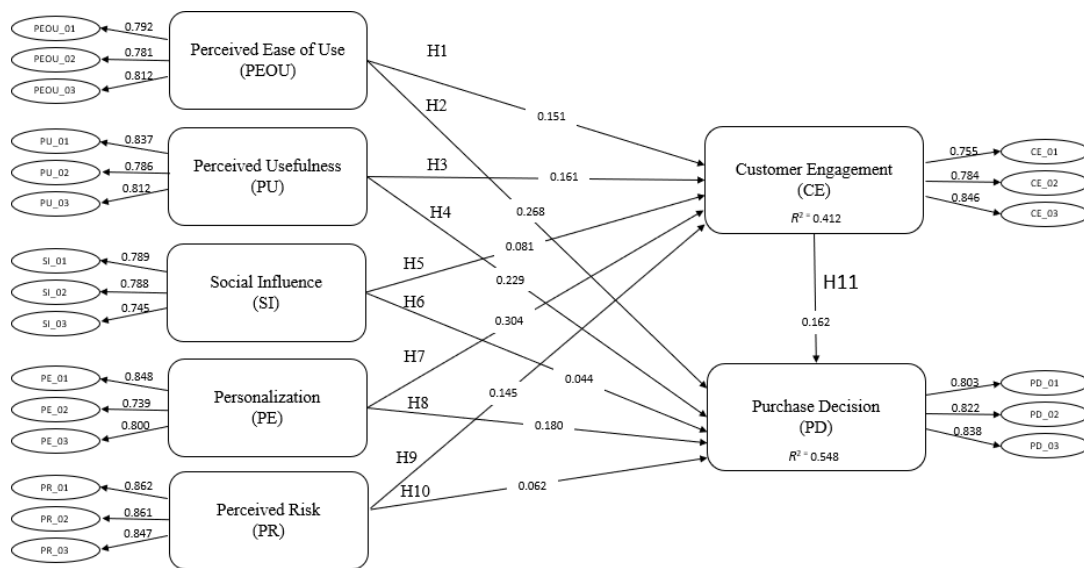 PEOU_01
0.792
PEOU_02
0.781
PEOU_03
0.812
Perceived Ease of Use
(PEOU)
H1
H2
0.151
PU_01
0.837
PU_02
0.786
PU_03
0.812
Perceived Usefulness
(PU)
H3
H4
0.161
0.268
0.229
SI_01
0.789
SI_02
0.788
SI_03
0.745
Social Influence
(SI)
H5
H6
0.081
0.044
PE_01
0.848
PE_02
0.739
PE_03
0.800
Personalization
(PE)
H7
H8
0.304
0.180
PR_01
0.862
PR_02
0.861
PR_03
0.847
Perceived Risk
(PR)
H9
H10
0.145
0.062
Customer Engagement
(CE)
R² = 0.412
0.755
CE_01
0.784
CE_02
0.846
CE_03
H11
0.162
Purchase Decision
(PD)
R² = 0.548
0.803
PD_01
0.822
PD_02
0.838
PD_03